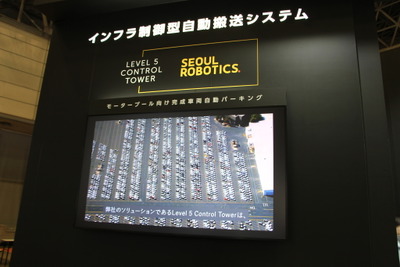 インフラ制御型自動搬送システム
LEVEL 5
CONTROL
TOWER
SEOUL
ROBOTICS.
モータープール向け完成車両自動パーキング
弊社のソリューションであるLevel 5 Control Towerは、